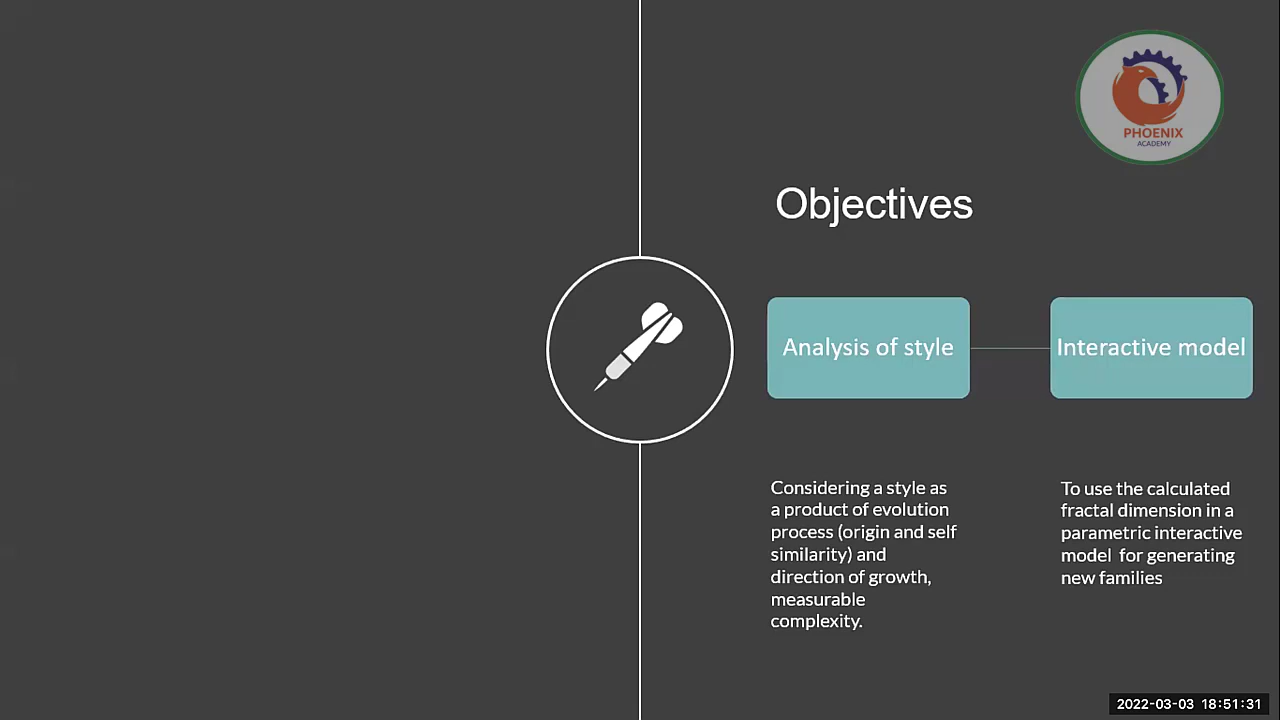 PHOENIX
ACADEMY
Objectives
Analysis of style
Interactive model
Considering a style as
a product of evolution
process (origin and self
similarity) and
direction of growth,
measurable
complexity.
To use the calculated
fractal dimension in a
parametric interactive
model  for generating
new families
2022-03-03 18:51:31